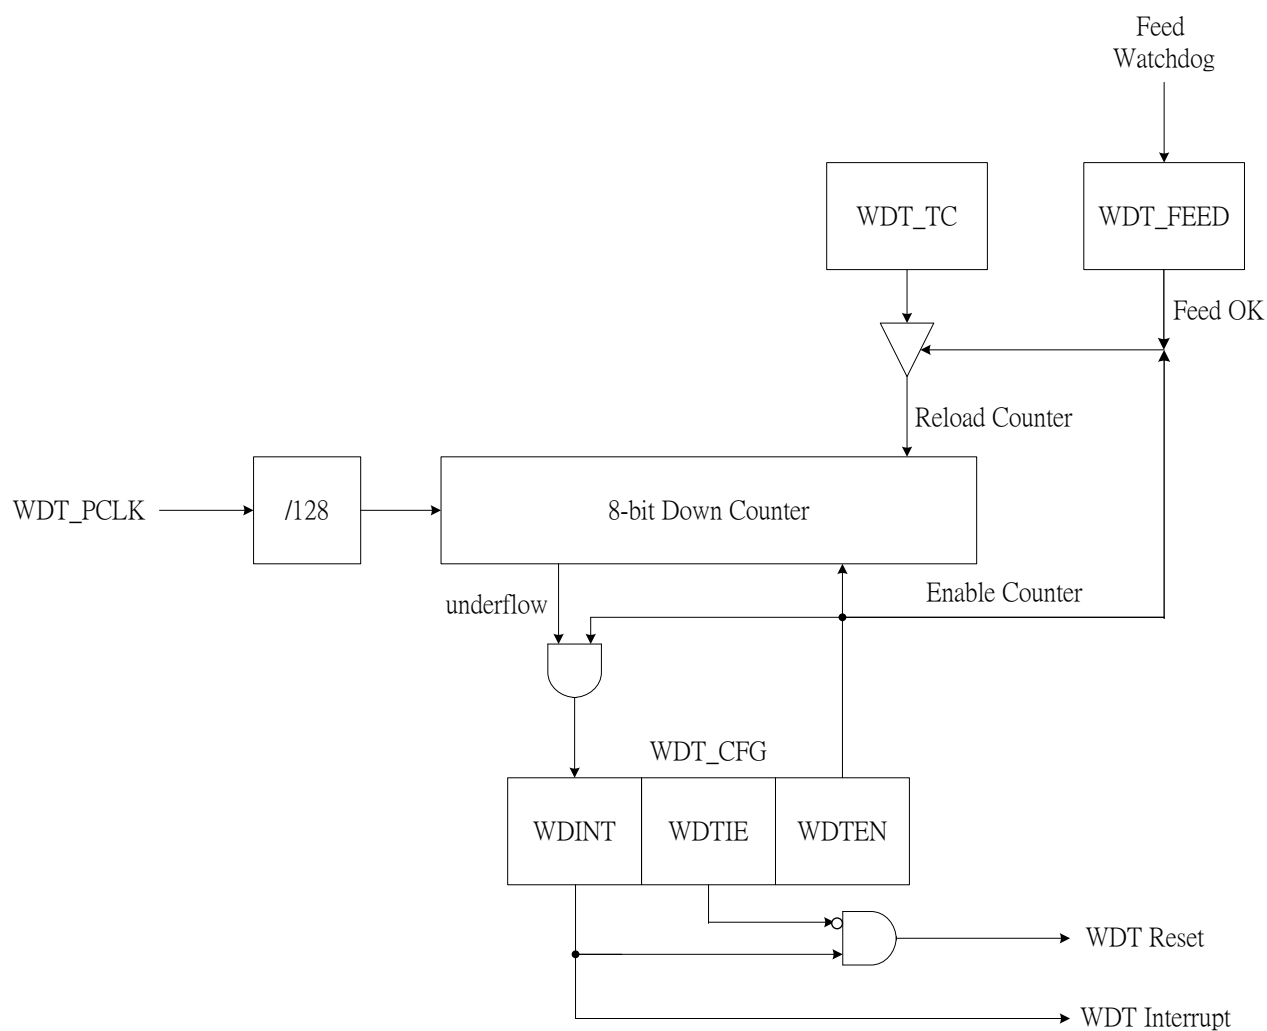 Feed
Watchdog
WDT_TC
WDT_FEED
Feed OK
Reload Counter
WDT_PCLK
/128
8-bit Down Counter
underflow
Enable Counter
WDT_CFG
WDINT
WDTIE
WDTEN
WDT Reset
WDT Interrupt